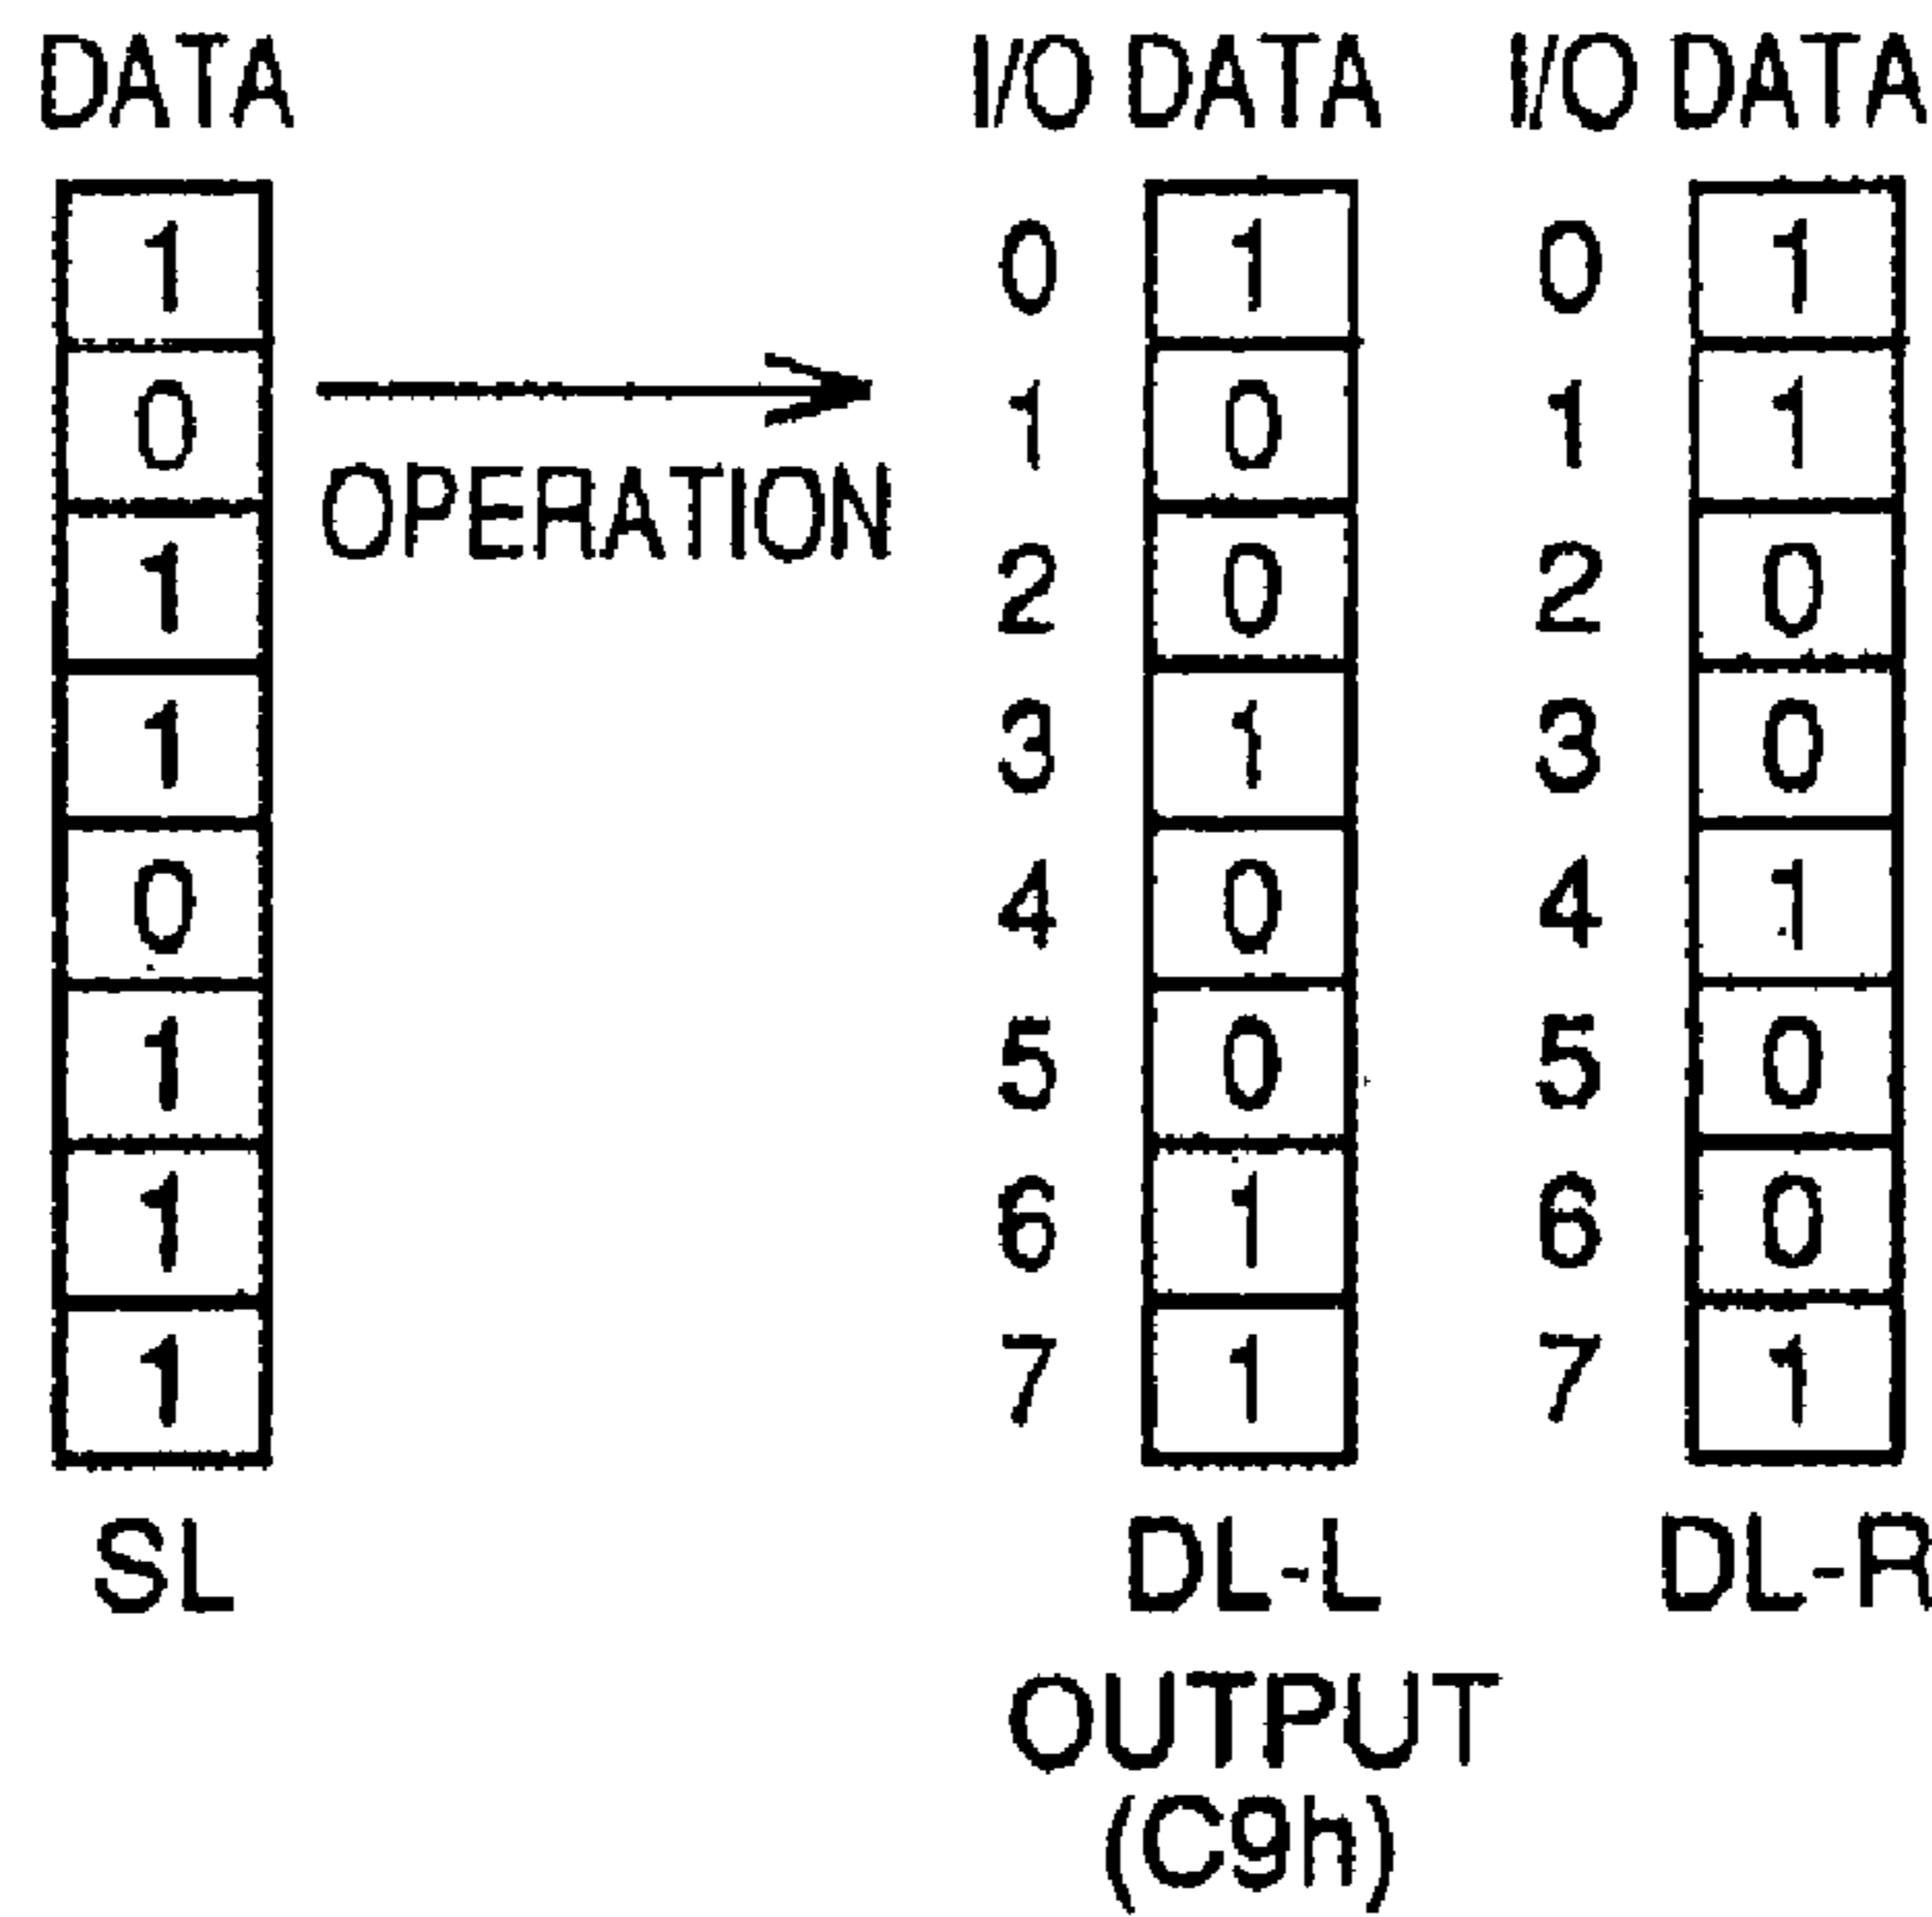 DATA I/O DATA I/O DATA
1 0 1 0 1
0 1 0 1 1
OPERATION
1 2 0 2 0
1 3 1 3 0
0 4 0 4 1
1 5 0 5 0
1 6 1 6 0
1 7 1 7 1
SL DL-L DL-R
OUTPUT
(C9h)